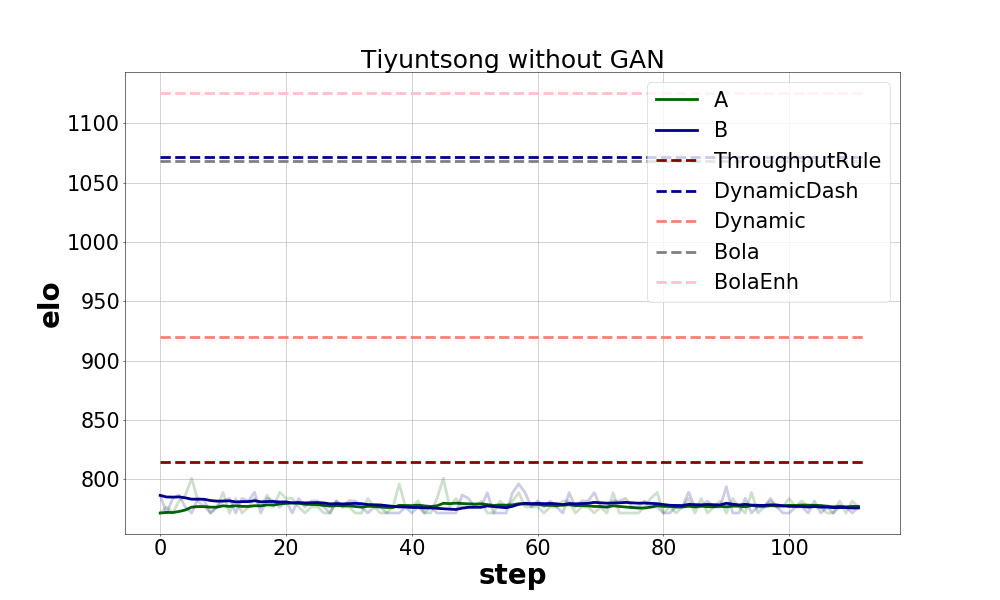 Tiyuntsong without GAN
elo
1100
1050
1000
950
900
850
800
A
B
ThroughputRule
DynamicDash
Dynamic
Bola
BolaEnh
0 20 40 60 80 100
step